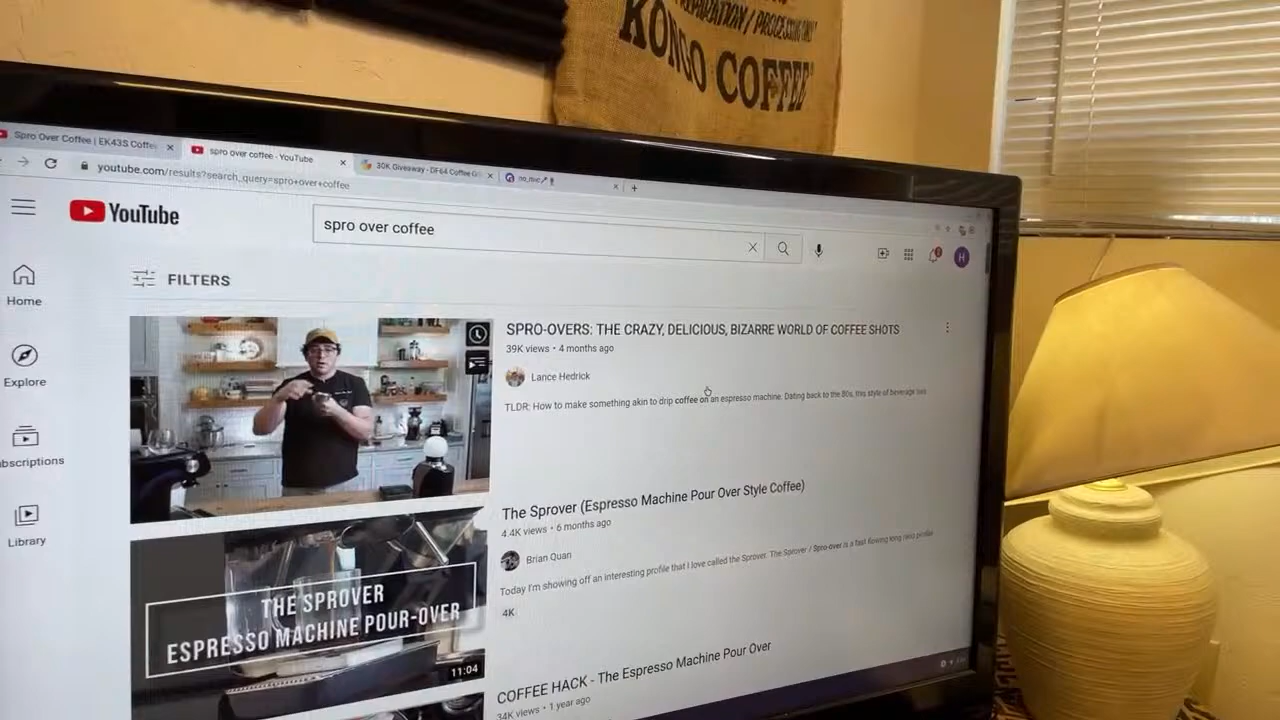 PARATION / PROCESSING ONLY
KONGO COFFEE
Spro Over Coffee | EK43S Coffee
spro over coffee - YouTube
30K Giveaway - DF64 Coffee G
youtube.com/results?search_query=spro+over+coffee
YouTube
spro over coffee
H
FILTERS
Home
SPRO-OVERS: THE CRAZY, DELICIOUS, BIZARRE WORLD OF COFFEE SHOTS
39K views • 4 months ago
Explore
Lance Hedrick
TLDR: How to make something akin to drip coffee on an espresso machine. Dating back to the 80s, this style of beverage has
bscriptions
The Sprover (Espresso Machine Pour Over Style Coffee)
4.4K views • 6 months ago
Library
Brian Quan
Today I'm showing off an interesting profile that I love called the Sprover. The Sprover / Spro-over is a fast flowing long ratio profile
4K
THE SPROVER
ESPRESSO MACHINE POUR-OVER
11:04
COFFEE HACK - The Espresso Machine Pour Over
34K views • 1 year ago